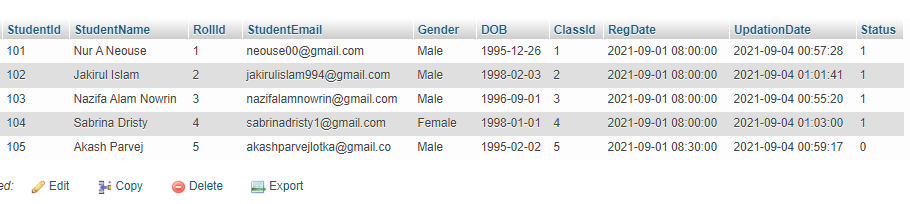 StudentId StudentName RollId StudentEmail Gender DOB ClassId RegDate UpdationDate Status
101 Nur A Neouse 1 neouse00@gmail.com Male 1995-12-26 1 2021-09-01 08:00:00 2021-09-04 00:57:28 1
102 Jakirul Islam 2 jakirulislam994@gmail.com Male 1998-02-03 2 2021-09-01 08:00:00 2021-09-04 01:01:41 1
103 Nazifa Alam Nowrin 3 nazifalamnowrin@gmail.com Male 1996-09-01 3 2021-09-01 08:00:00 2021-09-04 00:55:20 1
104 Sabrina Dristy 4 sabrinadristy1@gmail.com Female 1998-01-01 4 2021-09-01 08:00:00 2021-09-04 01:03:00 1
105 Akash Parvej 5 akashparvejlotka@gmail.co Male 1995-02-02 5 2021-09-01 08:30:00 2021-09-04 00:59:17 0
ed: Edit Copy Delete Export